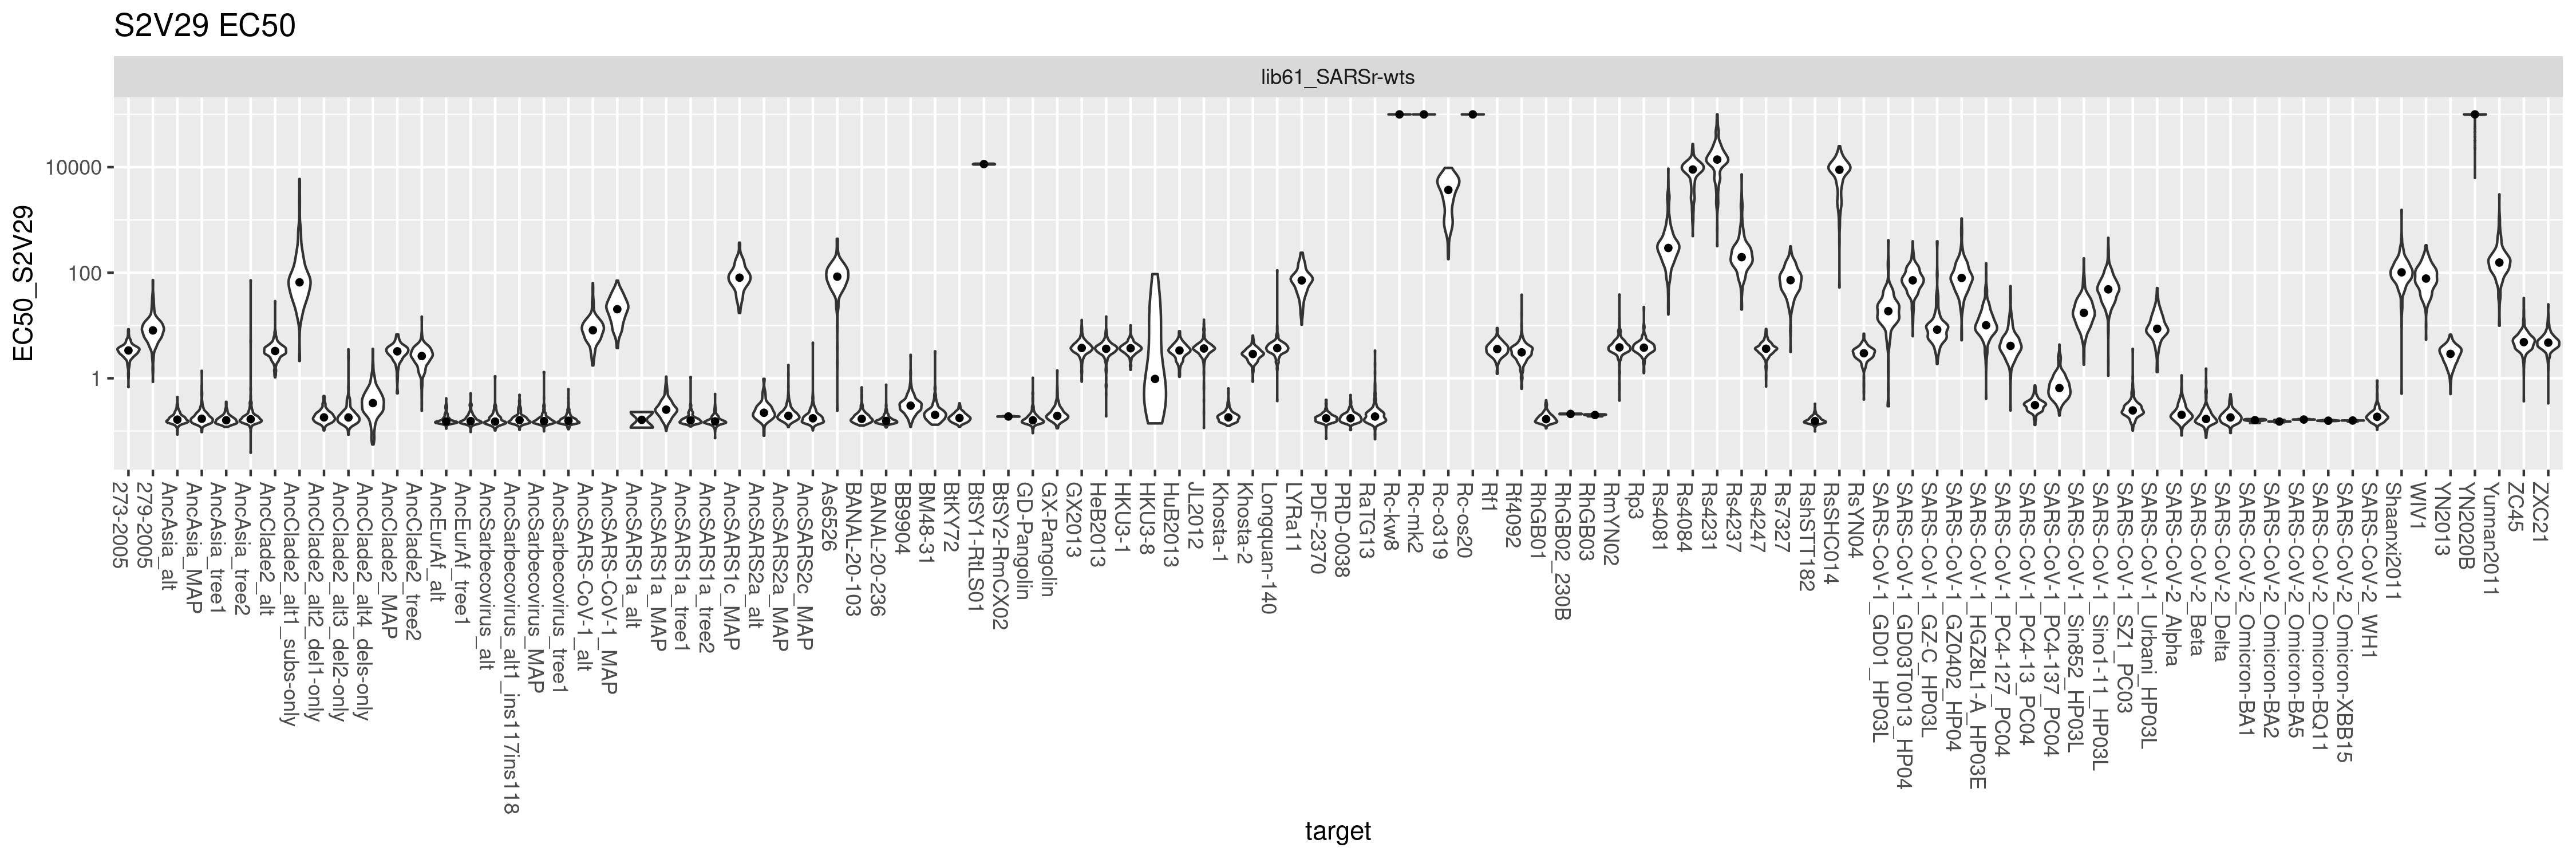 S2V29 EC50
lib61_SARSr-wts
EC50_S2V29
10000
100
1
273-2005
279-2005
AncAsia_alt
AncAsia_MAP
AncAsia_tree1
AncAsia_tree2
AncClade2_alt
AncClade2_alt1_subs-only
AncClade2_alt2_del1-only
AncClade2_alt3_del2-only
AncClade2_alt4_dels-only
AncClade2_MAP
AncClade2_tree2
AncEurAf_alt
AncEurAf_tree1
AncSarbecovirus_alt
AncSarbecovirus_alt1_ins117ins118
AncSarbecovirus_MAP
AncSarbecovirus_tree1
AncSARS-CoV-1_alt
AncSARS-CoV-1_MAP
AncSARS1a_alt
AncSARS1a_MAP
AncSARS1a_tree1
AncSARS1a_tree2
AncSARS1c_MAP
AncSARS2a_alt
AncSARS2a_MAP
AncSARS2c_MAP
As6526
BANAL-20-103
BANAL-20-236
BB9904
BM48-31
BtKY72
BtSY1-RtLS01
BtSY2-RmCX02
GD-Pangolin
GX-Pangolin
GX2013
HeB2013
HKU3-1
HKU3-8
HuB2013
JL2012
Khosta-1
Khosta-2
Longquan-140
LYRa11
PDF-2370
PRD-0038
RaTG13
Rc-kw8
Rc-mk2
Rc-o319
Rc-os20
Rf1
Rf4092
RhGB01
RhGB02_230B
RhGB03
RmYN02
Rp3
Rs4081
Rs4084
Rs4231
Rs4237
Rs4247
Rs7327
RshSTT182
RsSHC014
RsYN04
SARS-CoV-1_GD01_HP03L
SARS-CoV-1_GD03T0013_HP04
SARS-CoV-1_GZ-C_HP03L
SARS-CoV-1_GZ0402_HP04
SARS-CoV-1_HGZ8L1-A_HP03E
SARS-CoV-1_PC4-127_PC04
SARS-CoV-1_PC4-13_PC04
SARS-CoV-1_PC4-137_PC04
SARS-CoV-1_Sin852_HP03L
SARS-CoV-1_Sino1-11_HP03L
SARS-CoV-1_SZ1_PC03
SARS-CoV-1_Urbani_HP03L
SARS-CoV-2_Alpha
SARS-CoV-2_Beta
SARS-CoV-2_Delta
SARS-CoV-2_Omicron-BA1
SARS-CoV-2_Omicron-BA2
SARS-CoV-2_Omicron-BA5
SARS-CoV-2_Omicron-BQ11
SARS-CoV-2_Omicron-XBB15
SARS-CoV-2_WH1
Shaanxi2011
WIV1
YN2013
YN2020B
Yunnan2011
ZC45
ZXC21
target